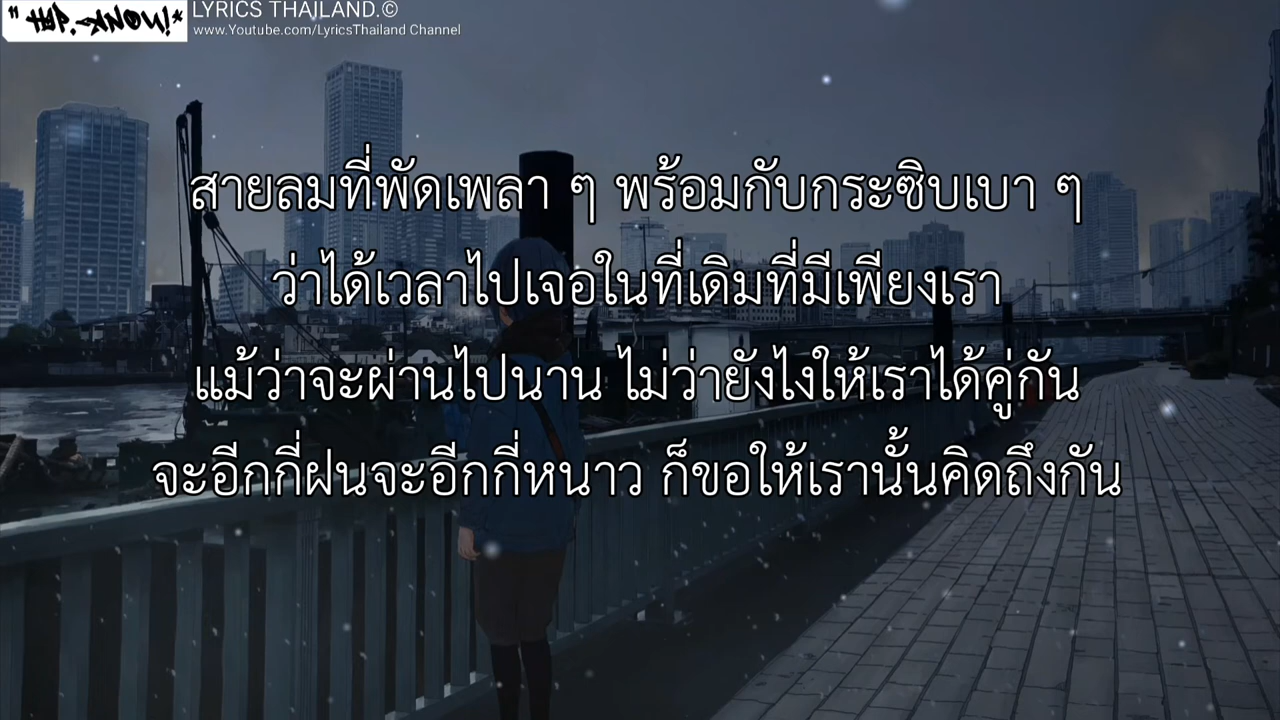 "HAP. KNOW!"
LYRICS THAILAND.©
www.Youtube.com/LyricsThailand Channel
สายลมที่พัดเพลา ๆ พร้อมกับกระซิบเบา ๆ
ว่าได้เวลาไปเจอในที่เดิมที่มีเพียงเรา
แม้ว่าจะผ่านไปนาน ไม่ว่ายังไงให้เราได้คู่กัน
จะอีกกี่ฝนจะอีกกี่หนาว ก็ขอให้เรานั้นคิดถึงกัน